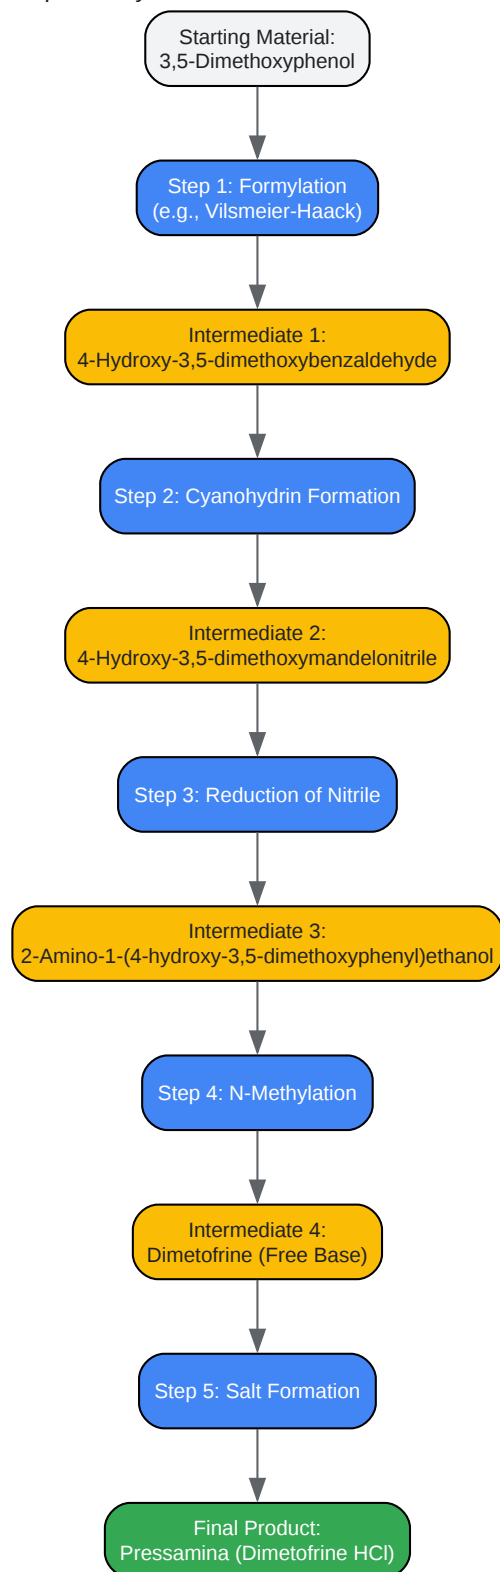 Starting Material:
3,5-Dimethoxyphenol
Step 1: Formylation
(e.g., Vilsmeier-Haack)
Intermediate 1:
4-Hydroxy-3,5-dimethoxybenzaldehyde
Step 2: Cyanohydrin Formation
Intermediate 2:
4-Hydroxy-3,5-dimethoxymandelonitrile
Step 3: Reduction of Nitrile
Intermediate 3:
2-Amino-1-(4-hydroxy-3,5-dimethoxyphenyl)ethanol
Step 4: N-Methylation
Intermediate 4:
Dimetofrine (Free Base)
Step 5: Salt Formation
Final Product:
Pressamina (Dimetofrine HCl)